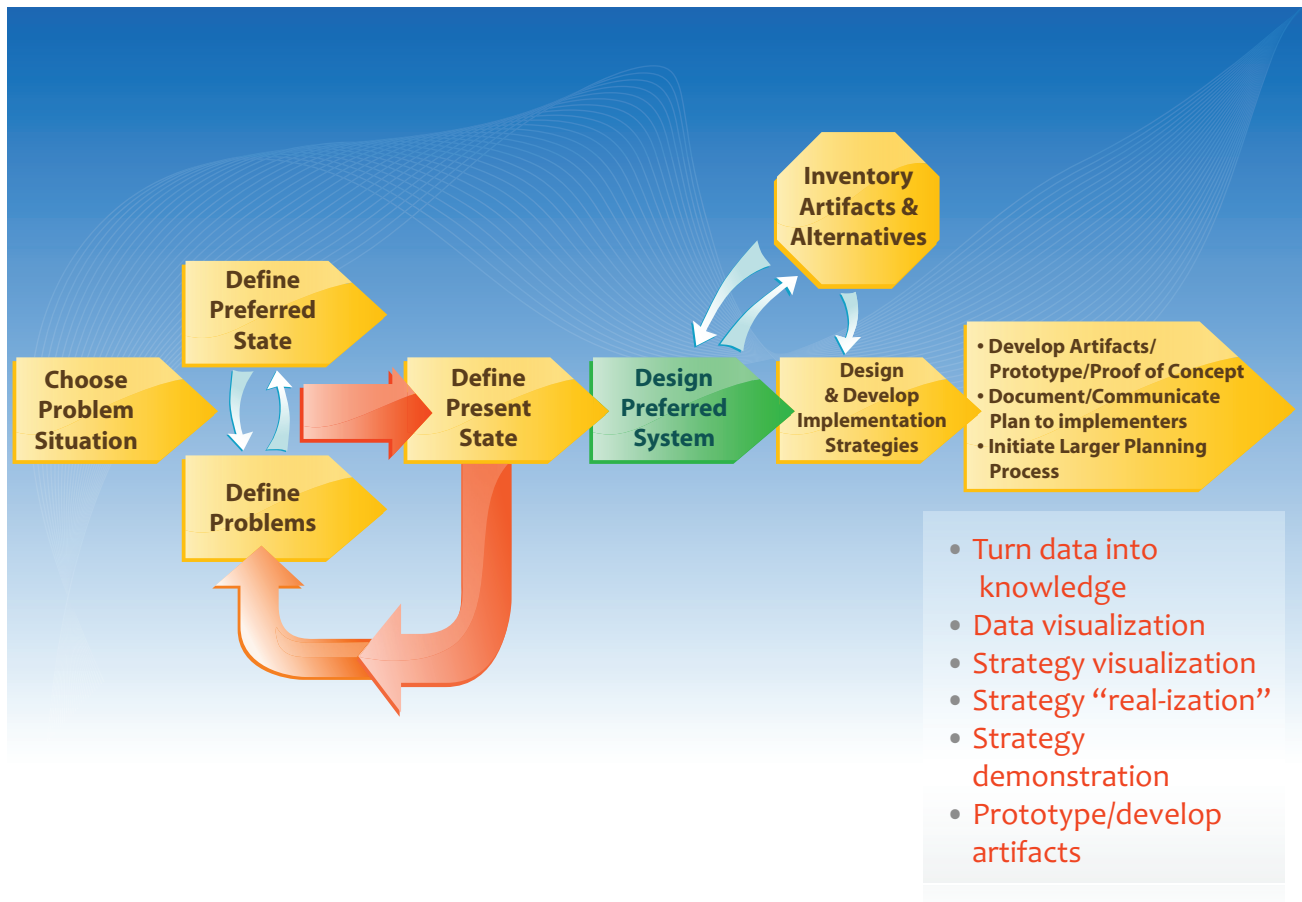 Choose
Problem
Situation
Define
Preferred
State
Define
Problems
Define
Present
State
Design
Preferred
System
Inventory
Artifacts &
Alternatives
Design
& Develop
Implementation
Strategies
• Develop Artifacts/
Prototype/Proof of Concept
• Document/Communicate
Plan to implementers
• Initiate Larger Planning
Process
• Turn data into
knowledge
• Data visualization
• Strategy visualization
• Strategy “real-ization”
• Strategy
demonstration
• Prototype/develop
artifacts